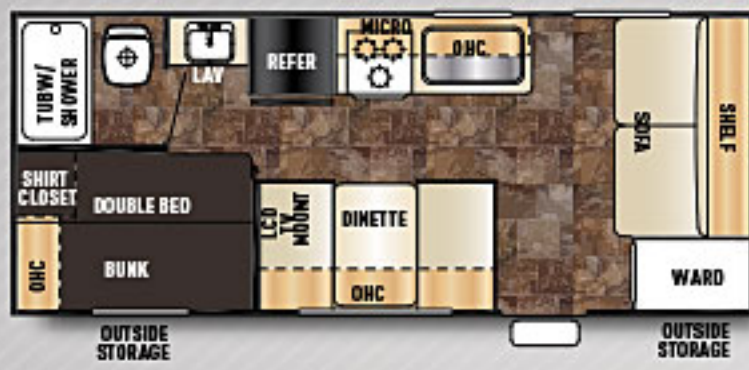 MICRO
TUBW/
SHOWER
LAV
REFER
OHC
SOFA
SHELF
SHIRT
CLOSET
DOUBLE BED
LCD
TV
MOUNT
DINETTE
OHC
BUNK
OHC
WARD
OUTSIDE
STORAGE
OUTSIDE
STORAGE